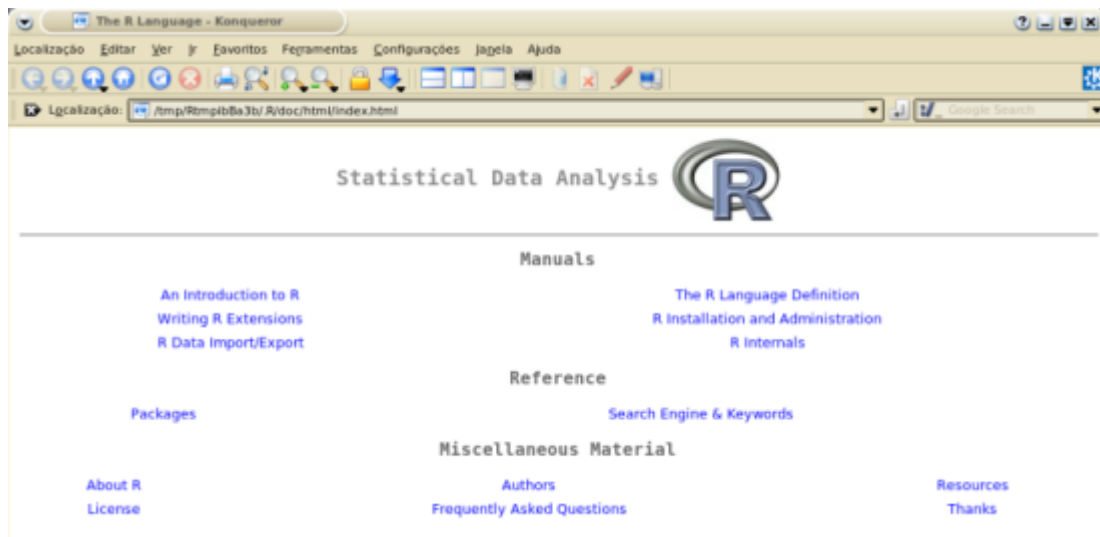 The R Language - Konqueror
Localização Editar Ver Ir Favoritos Ferramentas Configurações Janela Ajuda
Localização: /tmp/RtmpibBa3b/.R/doc/html/index.html Google Search
Statistical Data Analysis R
Manuals
An Introduction to R The R Language Definition
Writing R Extensions R Installation and Administration
R Data Import/Export R Internals
Reference
Packages Search Engine & Keywords
Miscellaneous Material
About R Authors Resources
License Frequently Asked Questions Thanks